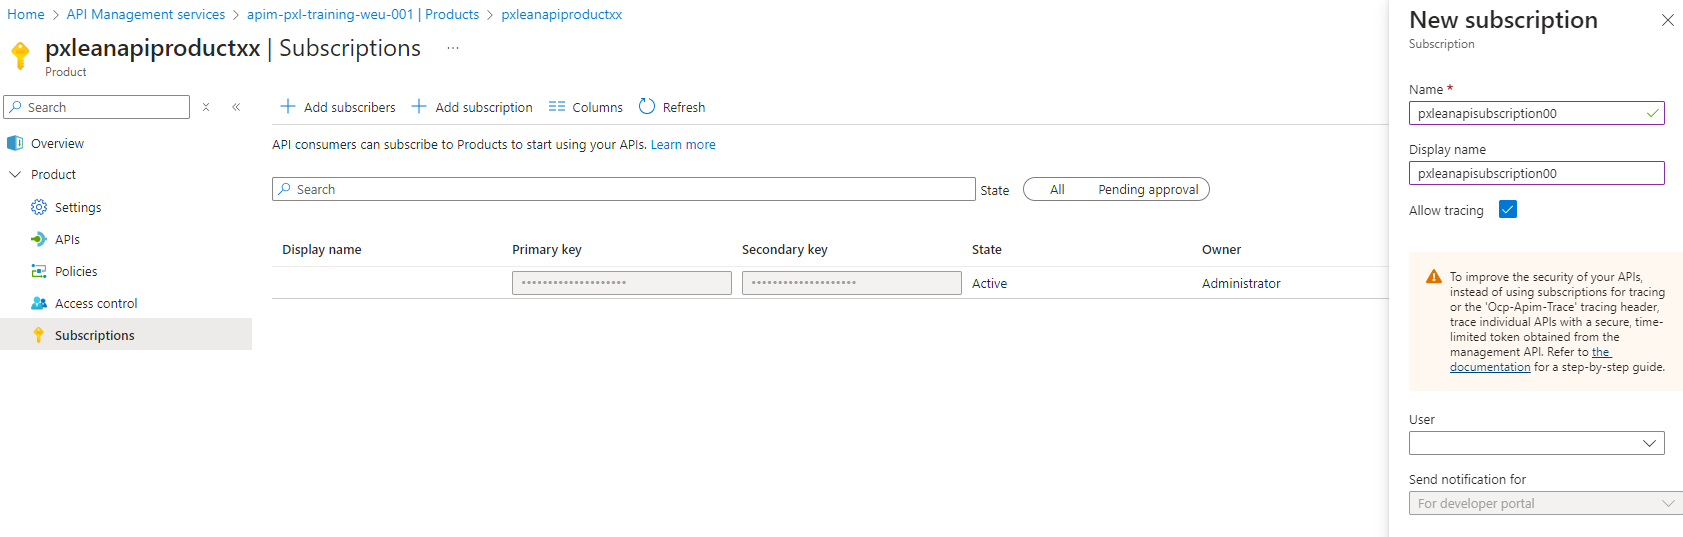 Home > API Management services > apim-pxl-training-weu-001 | Products > pxleanapiproductxx
pxleanapiproductxx | Subscriptions ...
Product
Search
Overview
Product
Settings
APIs
Policies
Access control
Subscriptions
Add subscribers Add subscription Columns Refresh
API consumers can subscribe to Products to start using your APIs. Learn more
Search State All Pending approval
Display name Primary key Secondary key State Owner
•••••••••••••••••••• •••••••••••••••••••• Active Administrator
New subscription
Subscription
Name *
pxleanapisubscription00
Display name
pxleanapisubscription00
Allow tracing
To improve the security of your APIs,
instead of using subscriptions for tracing
or the 'Ocp-Apim-Trace' tracing header,
trace individual APIs with a secure, time-
limited token obtained from the
management API. Refer to the
documentation for a step-by-step guide.
User
Send notification for
For developer portal